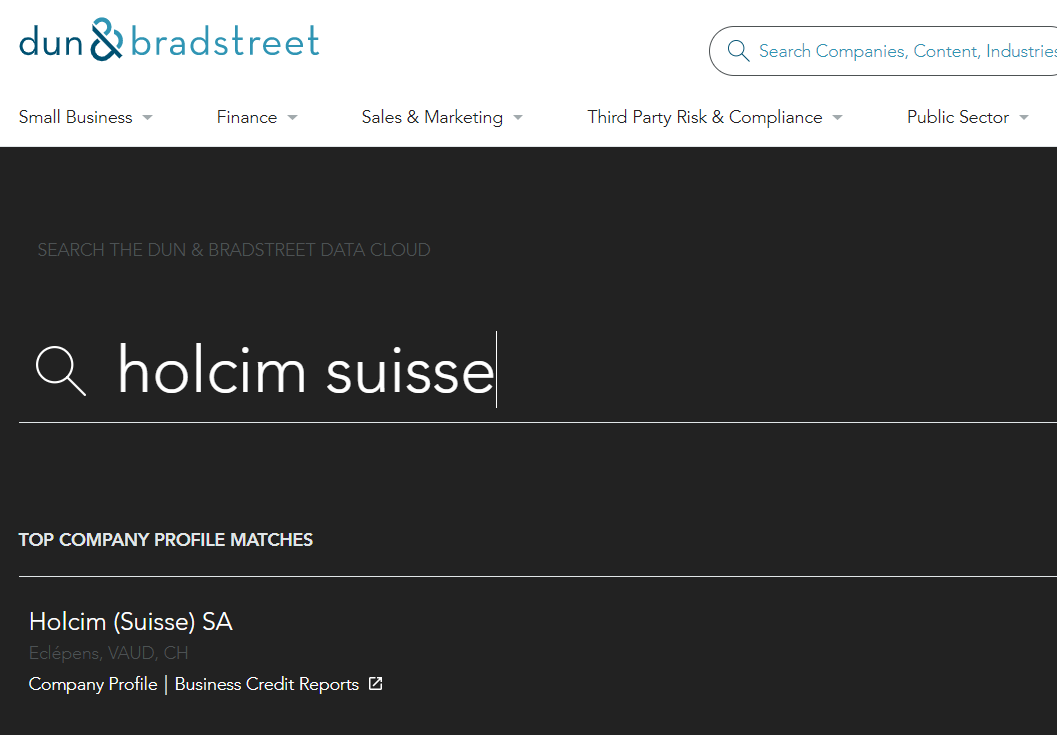 dun & bradstreet
Search Companies, Content, Industries
Small Business
Finance
Sales & Marketing
Third Party Risk & Compliance
Public Sector
SEARCH THE DUN & BRADSTREET DATA CLOUD
holcim suisse
TOP COMPANY PROFILE MATCHES
Holcim (Suisse) SA
Eclépens, VAUD, CH
Company Profile | Business Credit Reports